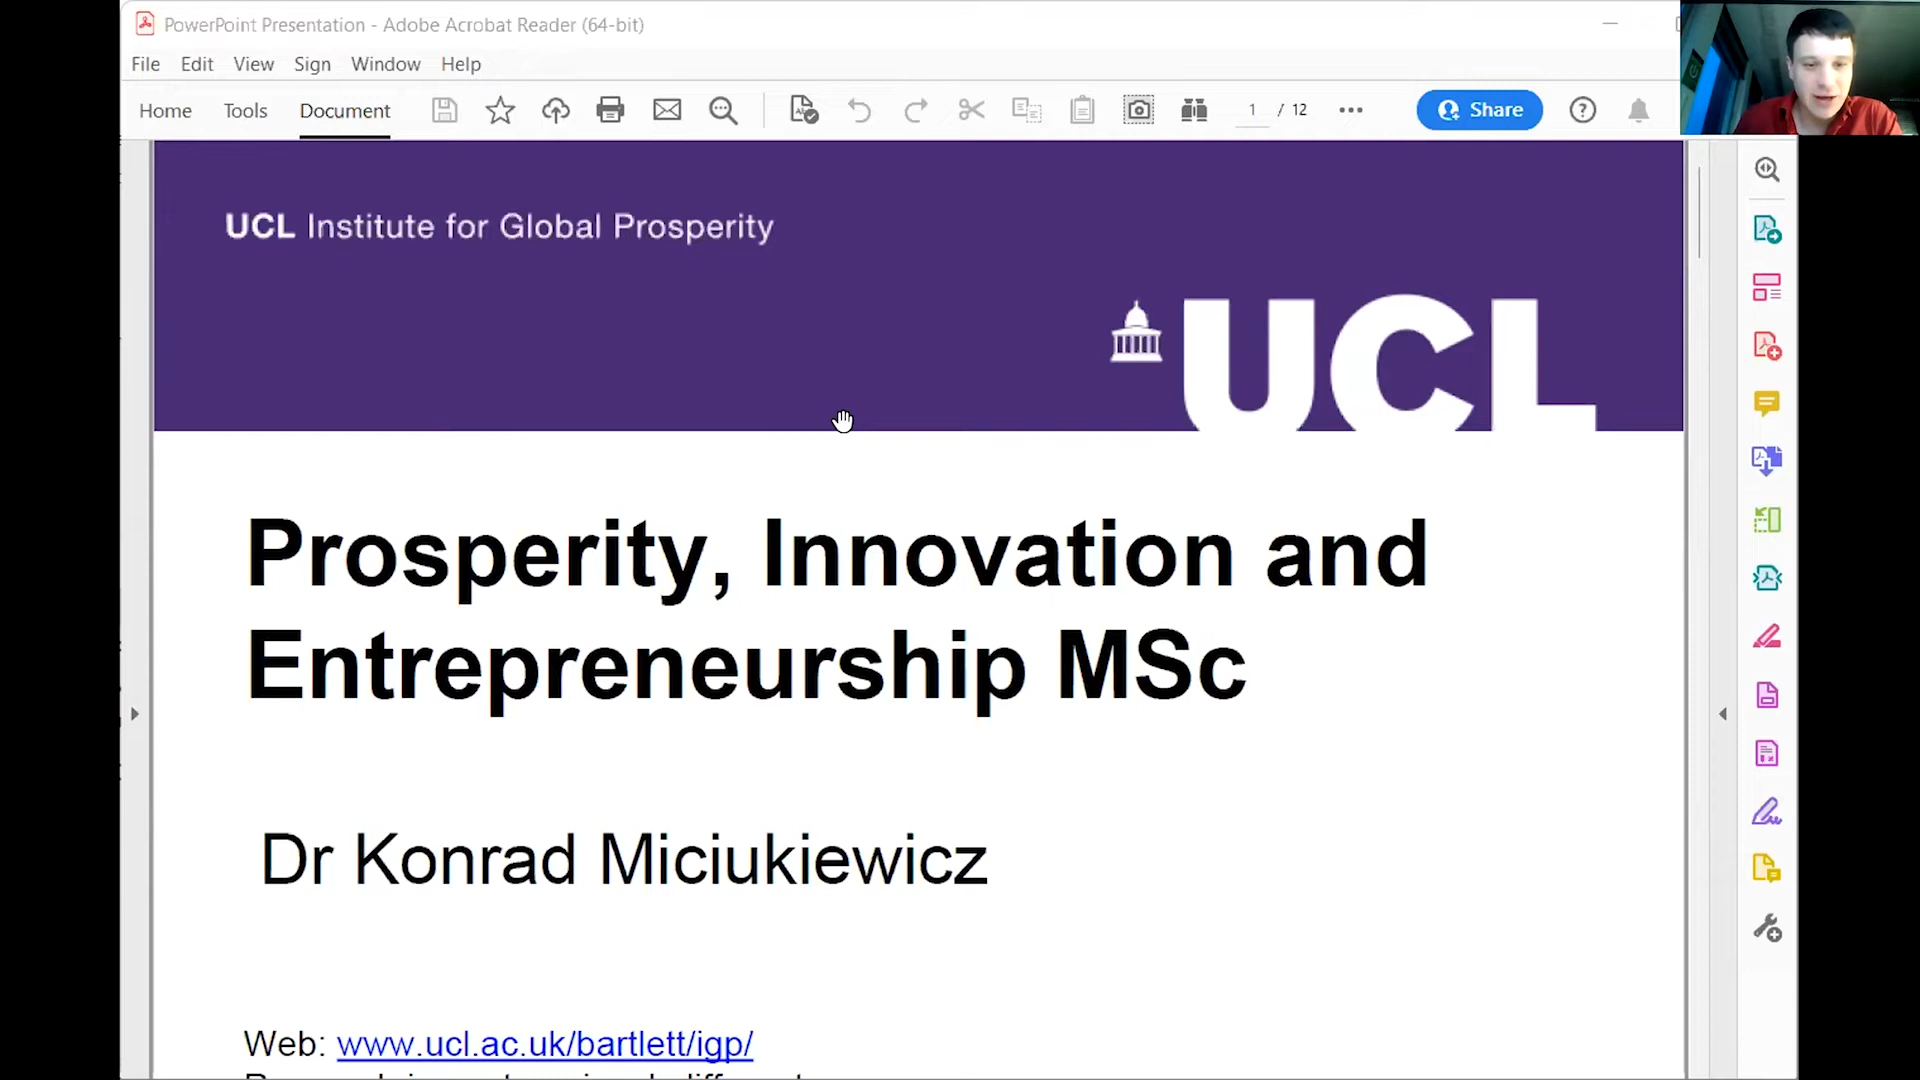 PowerPoint Presentation - Adobe Acrobat Reader (64-bit)
File Edit View Sign Window Help
Home Tools Document 1 / 12 Share
UCL Institute for Global Prosperity
UCL
Prosperity, Innovation and
Entrepreneurship MSc
Dr Konrad Miciukiewicz
Web: www.ucl.ac.uk/bartlett/igp/